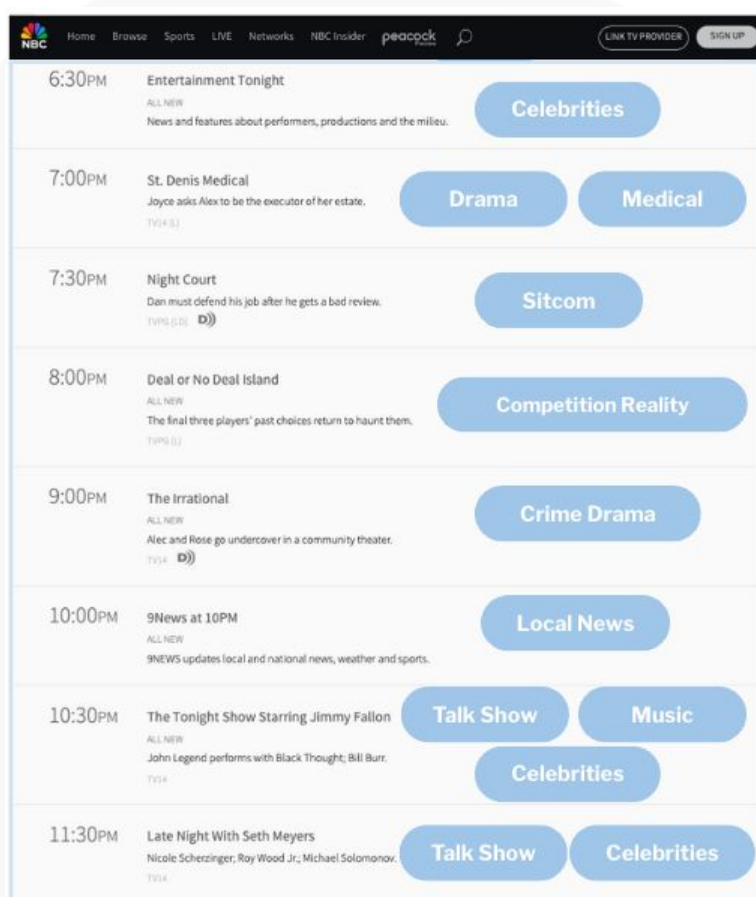 NBC Home Browse Sports LIVE Networks NBC Insider peacock LINK TV PROVIDER SIGN UP
6:30PM Entertainment Tonight
ALL NEW
News and features about performers, productions and the milieu.
Celebrities
7:00PM St. Denis Medical
Joyce asks Alex to be the executor of her estate.
TV14 (L)
Drama Medical
7:30PM Night Court
Dan must defend his job after he gets a bad review.
TVPG (LD) D))
Sitcom
8:00PM Deal or No Deal Island
ALL NEW
The final three players' past choices return to haunt them.
TVPG (L)
Competition Reality
9:00PM The Irrational
ALL NEW
Alec and Rose go undercover in a community theater.
TV14 D))
Crime Drama
10:00PM 9News at 10PM
ALL NEW
9NEWS updates local and national news, weather and sports.
Local News
10:30PM The Tonight Show Starring Jimmy Fallon
ALL NEW
John Legend performs with Black Thought; Bill Burr.
TV14
Talk Show Music
Celebrities
11:30PM Late Night With Seth Meyers
Nicole Scherzinger; Roy Wood Jr.; Michael Solomonov.
TV14
Talk Show Celebrities